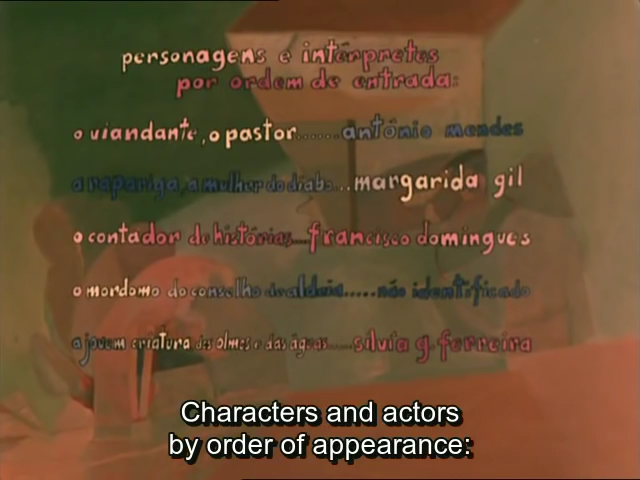 personagens e intérpretes
por ordem de entrada:
o viandante, o pastor......antónio mendes
a rapariga, a mulher do diabo...margarida gil
o contador de histórias....francisco domingues
o mordomo do conselho de aldeia.....não identificado
a jovem criatura dos olmos e das águas....sílvia g. ferreira
Characters and actors
by order of appearance: